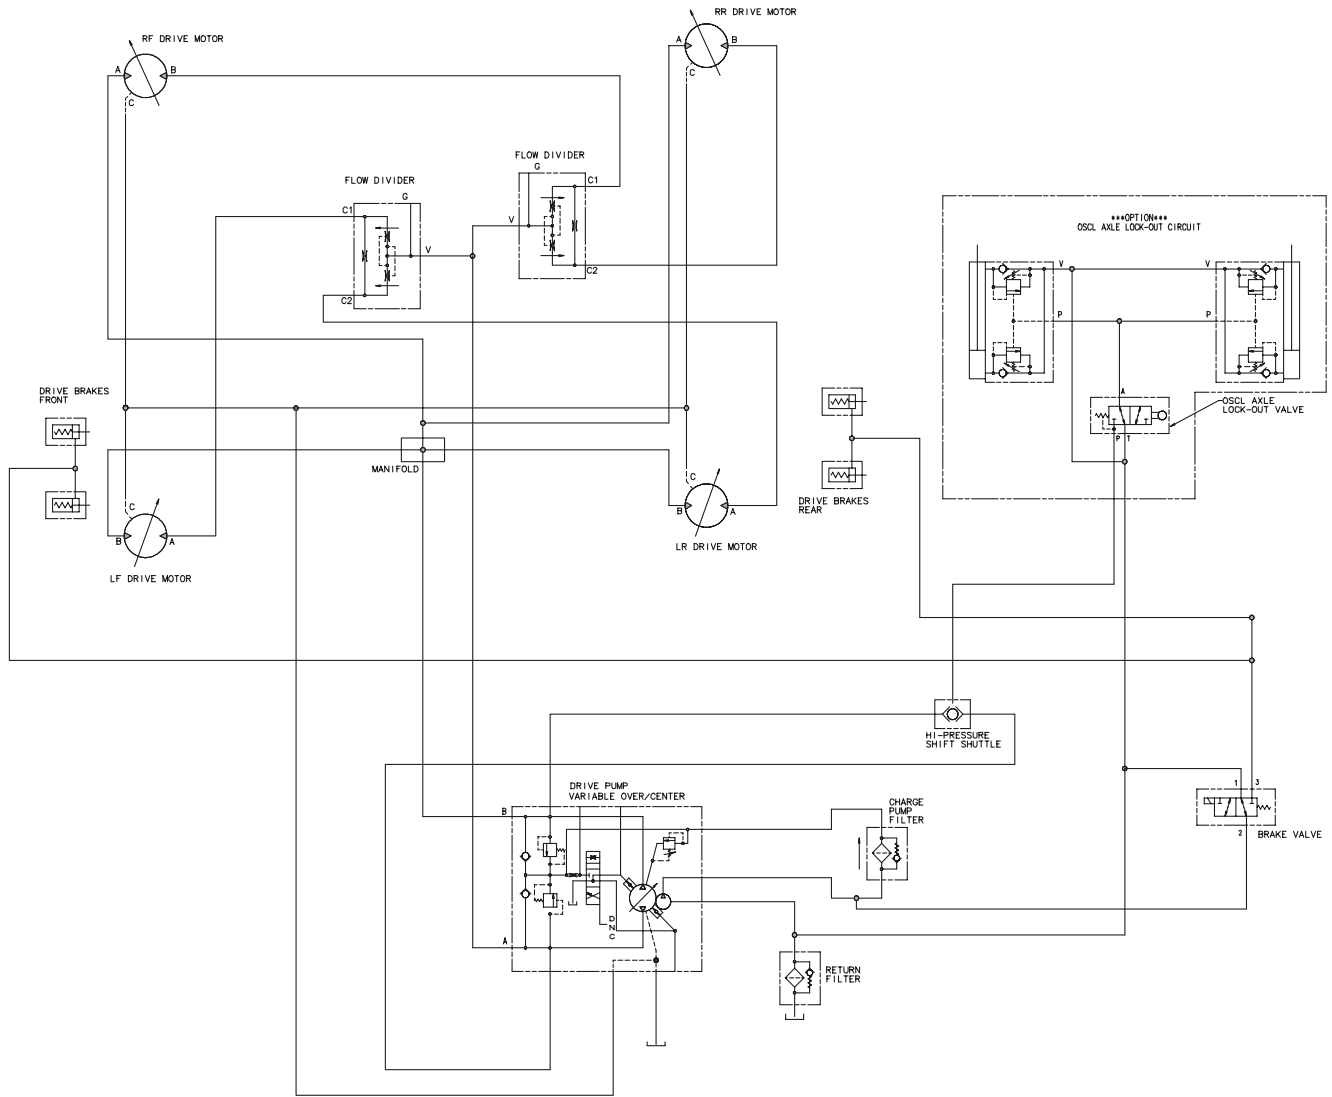 RR DRIVE MOTOR
A
B
C
RF DRIVE MOTOR
A
B
C
FLOW DIVIDER
G
C1
V
C2
FLOW DIVIDER
G
C1
V
C2
***OPTION***
OSCL AXLE LOCK-OUT CIRCUIT
V
V
P
P
A
OSCL AXLE
LOCK-OUT VALVE
P T
DRIVE BRAKES
FRONT
MANIFOLD
DRIVE BRAKES
REAR
C
B
A
LR DRIVE MOTOR
C
B
A
LF DRIVE MOTOR
HI-PRESSURE
SHIFT SHUTTLE
DRIVE PUMP
VARIABLE OVER/CENTER
B
D
N
C
A
CHARGE
PUMP
FILTER
1
3
2
BRAKE VALVE
RETURN
FILTER